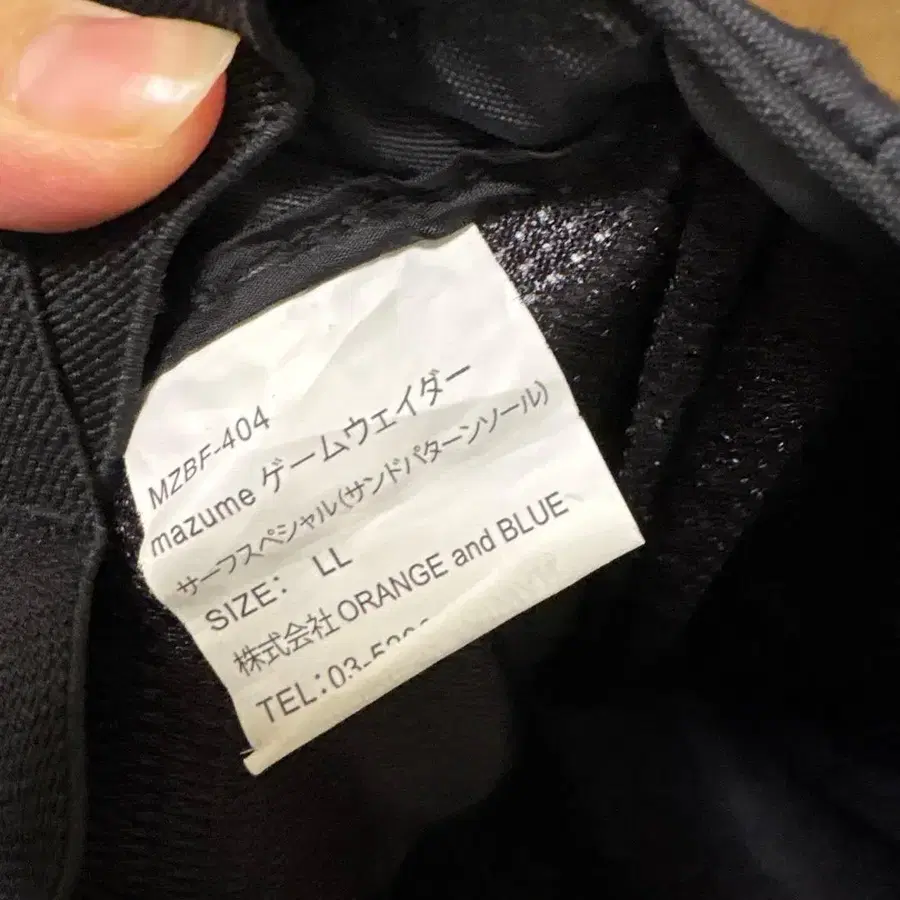 MZBF-404
mazume ゲームウェイダー
サーフスペシャル(サンドパターンソール)
SIZE: LL
株式会社 ORANGE and BLUE
TEL:03-